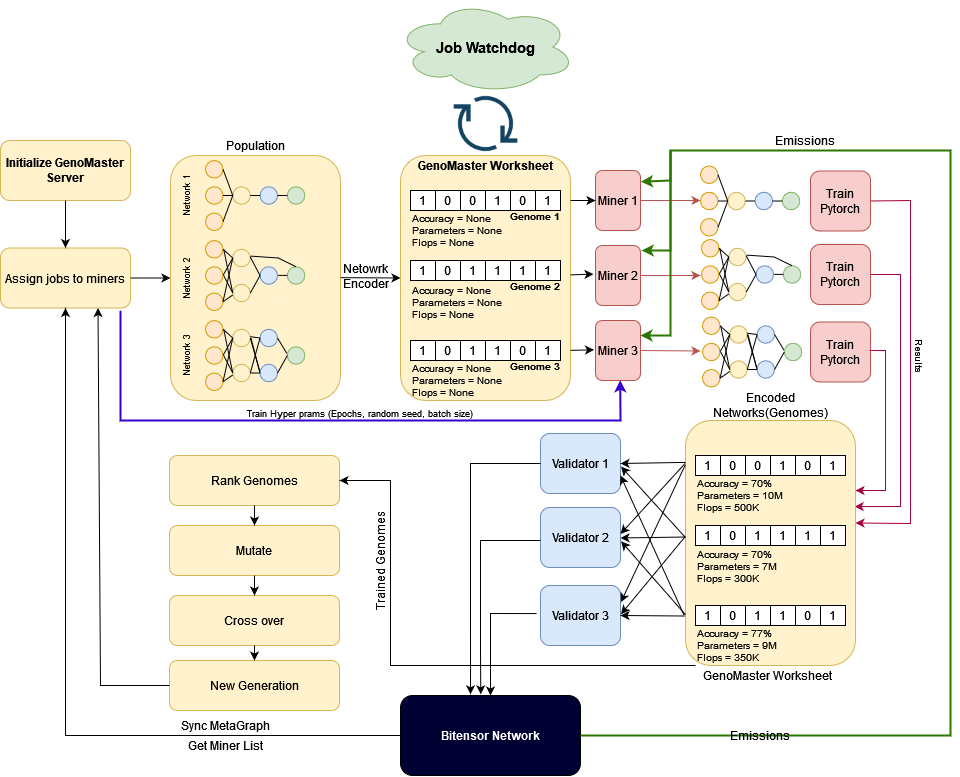 Job Watchdog
Emissions
Population
Initialize GenoMaster
Server
GenoMaster Worksheet
Network 1
1 0 0 1 0 1
Genome 1
Accuracy = None
Parameters = None
Flops = None
Miner 1
Train
Pytorch
Assign jobs to miners
Network 2
Netowrk
Encoder
1 0 1 1 1 1
Genome 2
Accuracy = None
Parameters = None
Flops = None
Miner 2
Train
Pytorch
Network 3
1 0 1 1 0 1
Genome 3
Accuracy = None
Parameters = None
Flops = None
Miner 3
Train
Pytorch
Results
Train Hyper prams (Epochs, random seed, batch size)
Encoded
Networks(Genomes)
Rank Genomes
Mutate
Cross over
New Generation
Trained Genomes
Validator 1
Validator 2
Validator 3
1 0 0 1 0 1
Accuracy = 70%
Parameters = 10M
Flops = 500K
1 0 1 1 1 1
Accuracy = 70%
Parameters = 7M
Flops = 300K
1 0 1 1 0 1
Accuracy = 77%
Parameters = 9M
Flops = 350K
GenoMaster Worksheet
Sync MetaGraph
Get Miner List
Bitensor Network
Emissions